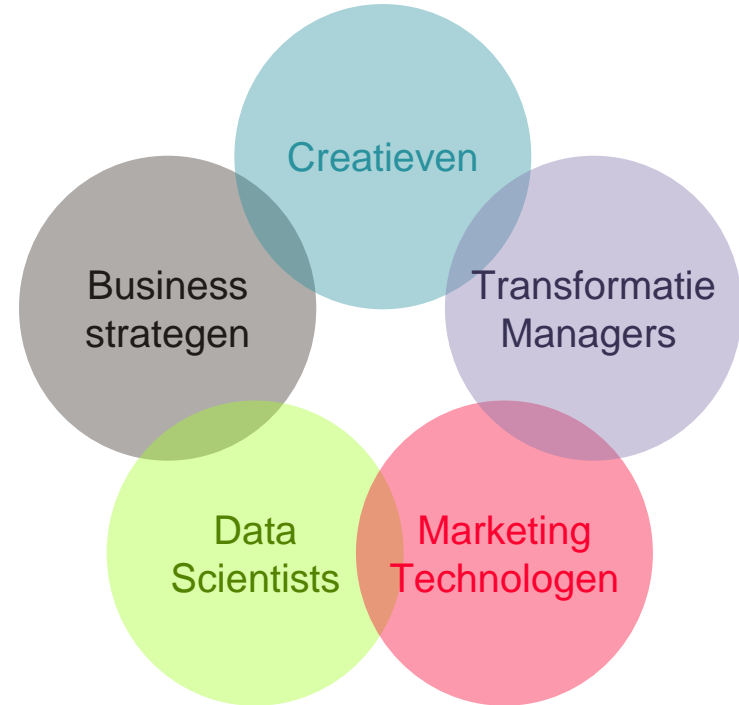 Creatieven
Business
strategen
Transformatie
Managers
Data
Scientists
Marketing
Technologen